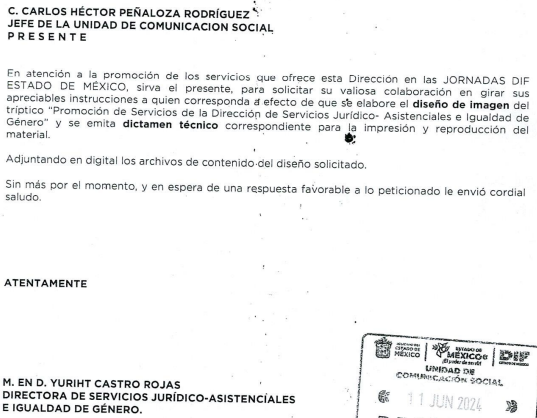 C. CARLOS HÉCTOR PEÑALOZA RODRÍGUEZ
JEFE DE LA UNIDAD DE COMUNICACION SOCIAL
P R E S E N T E
En atención a la promoción de los servicios que ofrece esta Dirección en las JORNADAS DIF
ESTADO DE MÉXICO, sirva el presente, para solicitar su valiosa colaboración en girar sus
apreciables instrucciones a quien corresponda a efecto de que se elabore el diseño de imagen del
tríptico "Promoción de Servicios de la Dirección de Servicios Jurídico- Asistenciales e Igualdad de
Género" y se emita dictamen técnico correspondiente para la impresión y reproducción del
material.
Adjuntando en digital los archivos de contenido del diseño solicitado.
Sin más por el momento, y en espera de una respuesta favorable a lo peticionado le envió cordial
saludo.
ATENTAMENTE
M. EN D. YURIHT CASTRO ROJAS
DIRECTORA DE SERVICIOS JURÍDICO-ASISTENCIALES
E IGUALDAD DE GÉNERO.
ESTADO DE
MÉXICO
ESTADO DE
MÉXICO
¡El poder de servir!
DIF
UNIDAD DE
COMUNICACIÓN SOCIAL
11 JUN 2024